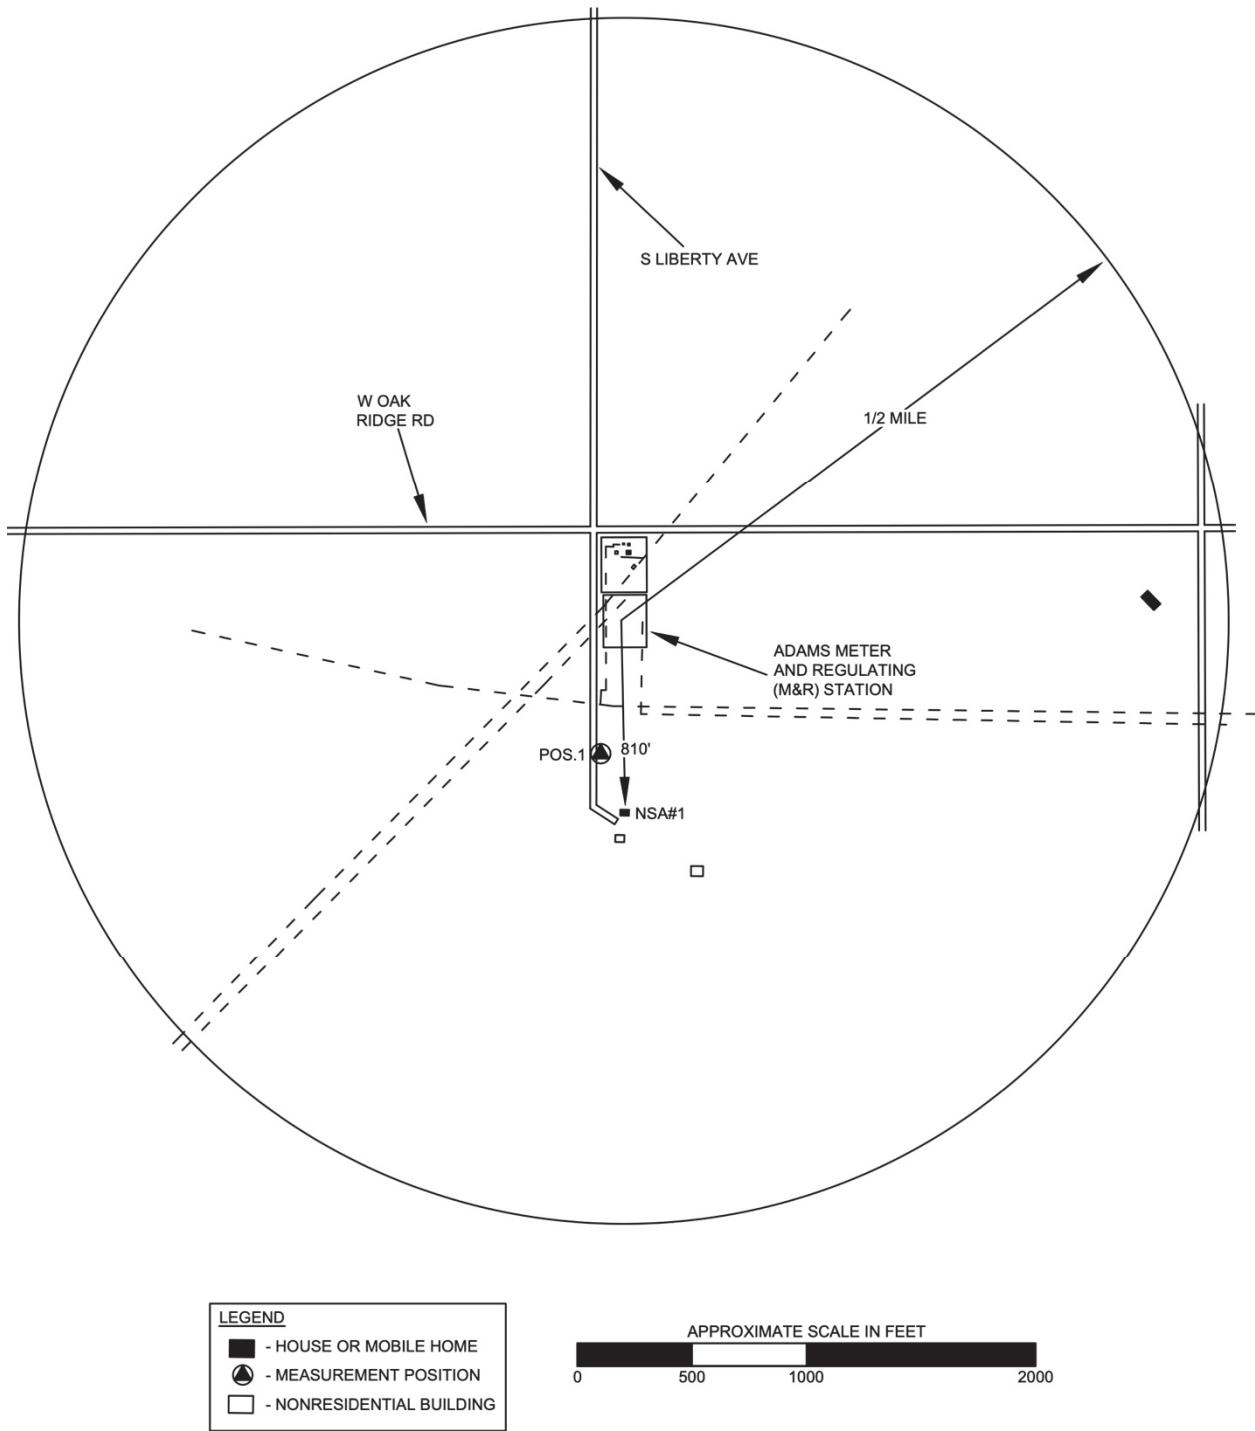 S LIBERTY AVE
W OAK
RIDGE RD
1/2 MILE
ADAMS METER
AND REGULATING
(M&R) STATION
POS.1
810'
NSA#1
LEGEND
- HOUSE OR MOBILE HOME
- MEASUREMENT POSITION
- NONRESIDENTIAL BUILDING
APPROXIMATE SCALE IN FEET
0 500 1000 2000